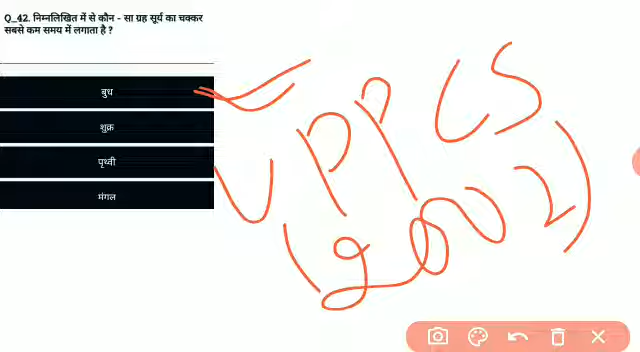 Q_42. निम्नलिखित में से कौन - सा ग्रह सूर्य का चक्कर
सबसे कम समय में लगाता है ?
बुध
शुक्र
पृथ्वी
मंगल
UPPCS
(2002)